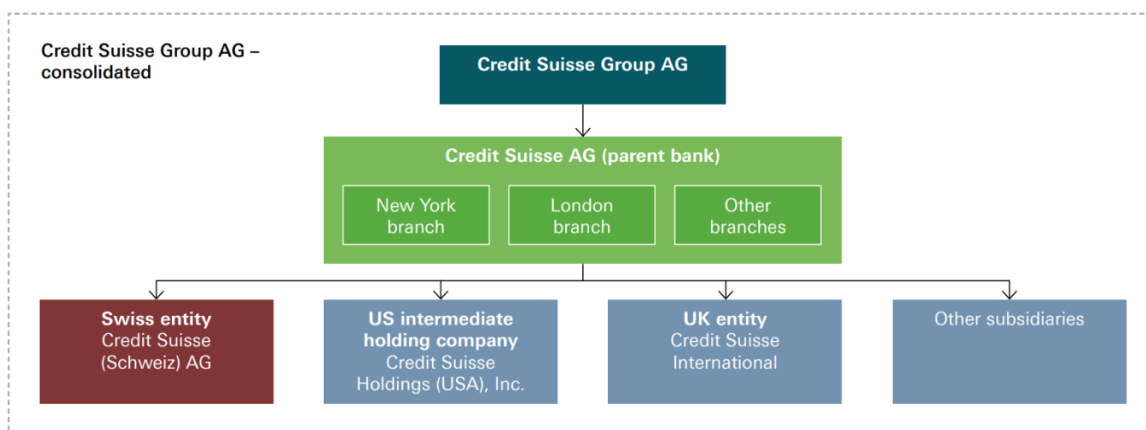 Credit Suisse Group AG –
consolidated
Credit Suisse Group AG
Credit Suisse AG (parent bank)
New York
branch
London
branch
Other
branches
Swiss entity
Credit Suisse
(Schweiz) AG
US intermediate
holding company
Credit Suisse
Holdings (USA), Inc.
UK entity
Credit Suisse
International
Other subsidiaries